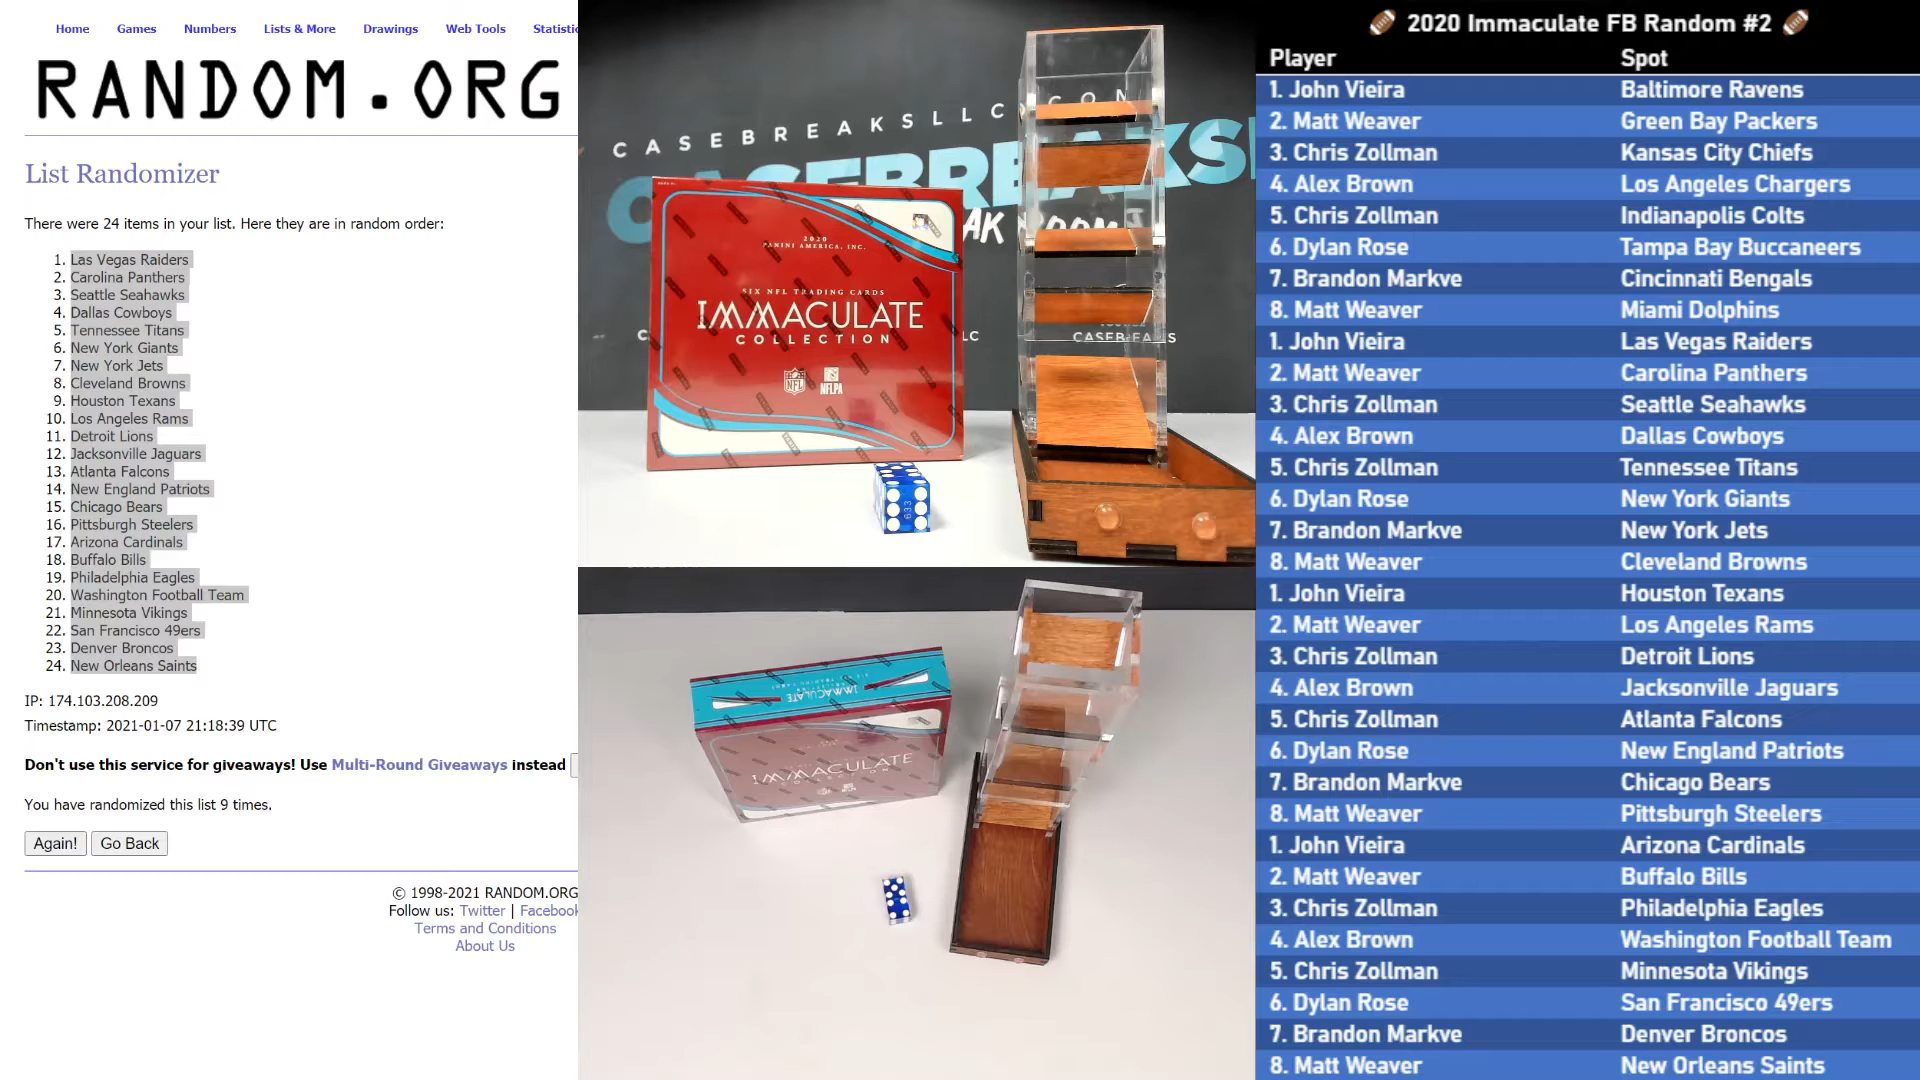 Home Games Numbers Lists & More Drawings Web Tools Statistic
RANDOM.ORG
List Randomizer
There were 24 items in your list. Here they are in random order:
1. Las Vegas Raiders
2. Carolina Panthers
3. Seattle Seahawks
4. Dallas Cowboys
5. Tennessee Titans
6. New York Giants
7. New York Jets
8. Cleveland Browns
9. Houston Texans
10. Los Angeles Rams
11. Detroit Lions
12. Jacksonville Jaguars
13. Atlanta Falcons
14. New England Patriots
15. Chicago Bears
16. Pittsburgh Steelers
17. Arizona Cardinals
18. Buffalo Bills
19. Philadelphia Eagles
20. Washington Football Team
21. Minnesota Vikings
22. San Francisco 49ers
23. Denver Broncos
24. New Orleans Saints
IP: 174.103.208.209
Timestamp: 2021-01-07 21:18:39 UTC
Don't use this service for giveaways! Use Multi-Round Giveaways instead
You have randomized this list 9 times.
Again! Go Back
© 1998-2021 RANDOM.ORG
Follow us: Twitter | Facebook
Terms and Conditions
About Us
CASEBREAKSLLC.COM
CASEBREAKS
2020
PANINI AMERICA, INC.
SIX NFL TRADING CARDS
IMMACULATE
COLLECTION
NFL NFLPA
LC
CASEBREAKS
633
IMMACULATE
IMMACULATE
COLLECTION
2020 Immaculate FB Random #2
Player Spot
1. John Vieira Baltimore Ravens
2. Matt Weaver Green Bay Packers
3. Chris Zollman Kansas City Chiefs
4. Alex Brown Los Angeles Chargers
5. Chris Zollman Indianapolis Colts
6. Dylan Rose Tampa Bay Buccaneers
7. Brandon Markve Cincinnati Bengals
8. Matt Weaver Miami Dolphins
1. John Vieira Las Vegas Raiders
2. Matt Weaver Carolina Panthers
3. Chris Zollman Seattle Seahawks
4. Alex Brown Dallas Cowboys
5. Chris Zollman Tennessee Titans
6. Dylan Rose New York Giants
7. Brandon Markve New York Jets
8. Matt Weaver Cleveland Browns
1. John Vieira Houston Texans
2. Matt Weaver Los Angeles Rams
3. Chris Zollman Detroit Lions
4. Alex Brown Jacksonville Jaguars
5. Chris Zollman Atlanta Falcons
6. Dylan Rose New England Patriots
7. Brandon Markve Chicago Bears
8. Matt Weaver Pittsburgh Steelers
1. John Vieira Arizona Cardinals
2. Matt Weaver Buffalo Bills
3. Chris Zollman Philadelphia Eagles
4. Alex Brown Washington Football Team
5. Chris Zollman Minnesota Vikings
6. Dylan Rose San Francisco 49ers
7. Brandon Markve Denver Broncos
8. Matt Weaver New Orleans Saints